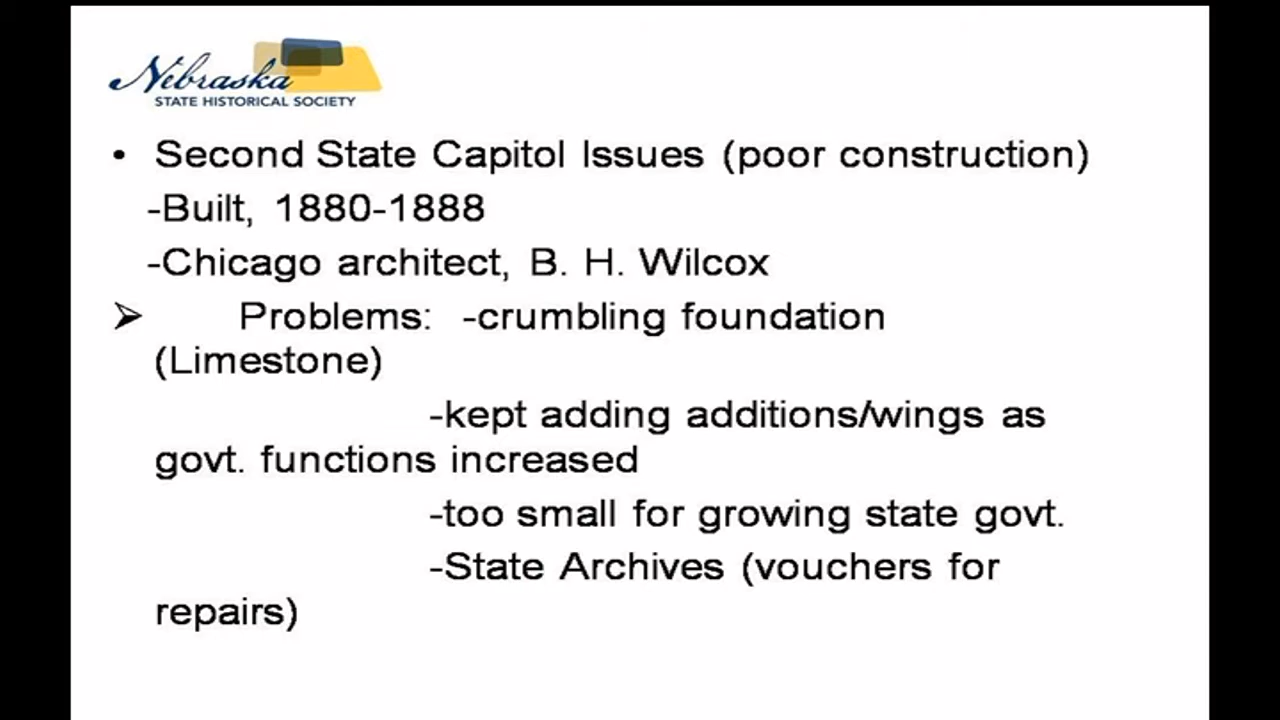 Nebraska
STATE HISTORICAL SOCIETY
• Second State Capitol Issues (poor construction)
-Built, 1880-1888
-Chicago architect, B. H. Wilcox
➢ Problems: -crumbling foundation
(Limestone)
-kept adding additions/wings as
govt. functions increased
-too small for growing state govt.
-State Archives (vouchers for
repairs)